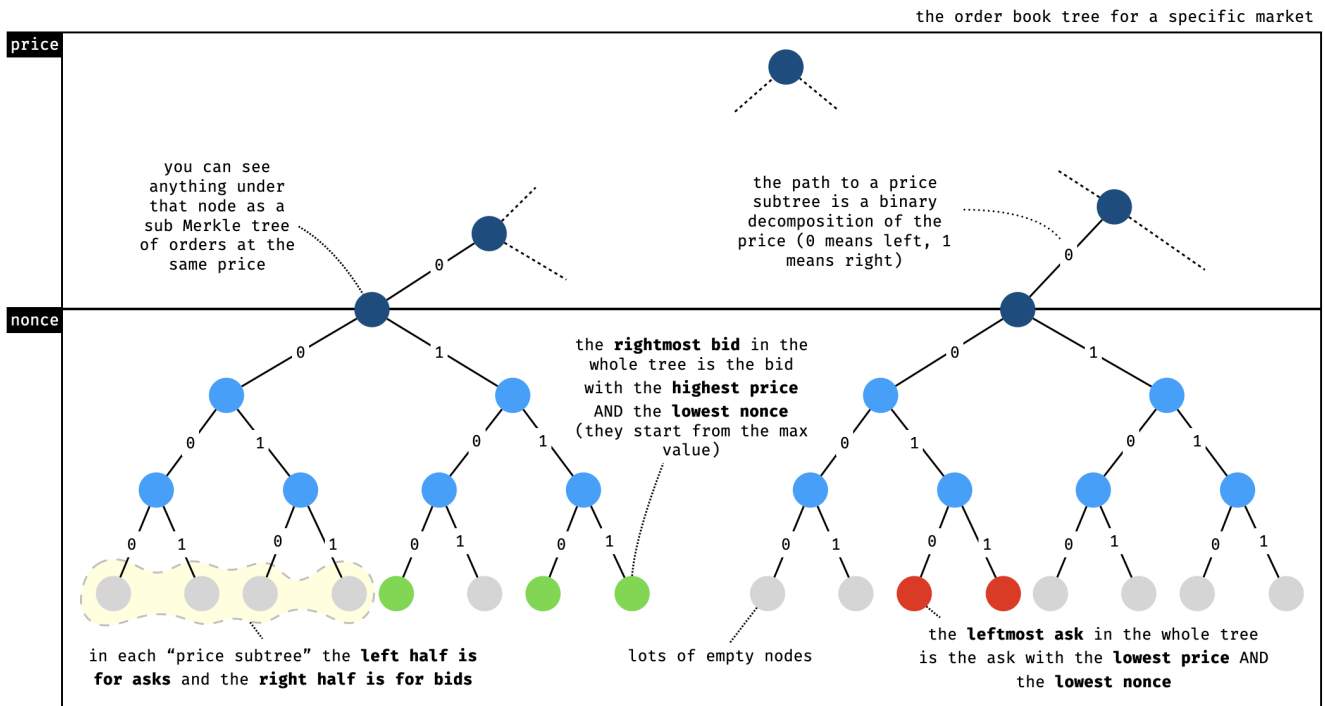 the order book tree for a specific market
price
you can see
anything under
that node as a
sub Merkle tree
of orders at the
same price
the path to a price
subtree is a binary
decomposition of the
price (0 means left, 1
means right)
0
0
nonce
the rightmost bid in the
whole tree is the bid
with the highest price
AND the lowest nonce
(they start from the max
value)
0 1 0 1
0 1 0 1 0 1 0 1
0 1 0 1 0 1 0 1 0 1 0 1 0 1 0 1
in each “price subtree” the left half is
for asks and the right half is for bids
lots of empty nodes
the leftmost ask in the whole tree
is the ask with the lowest price AND
the lowest nonce